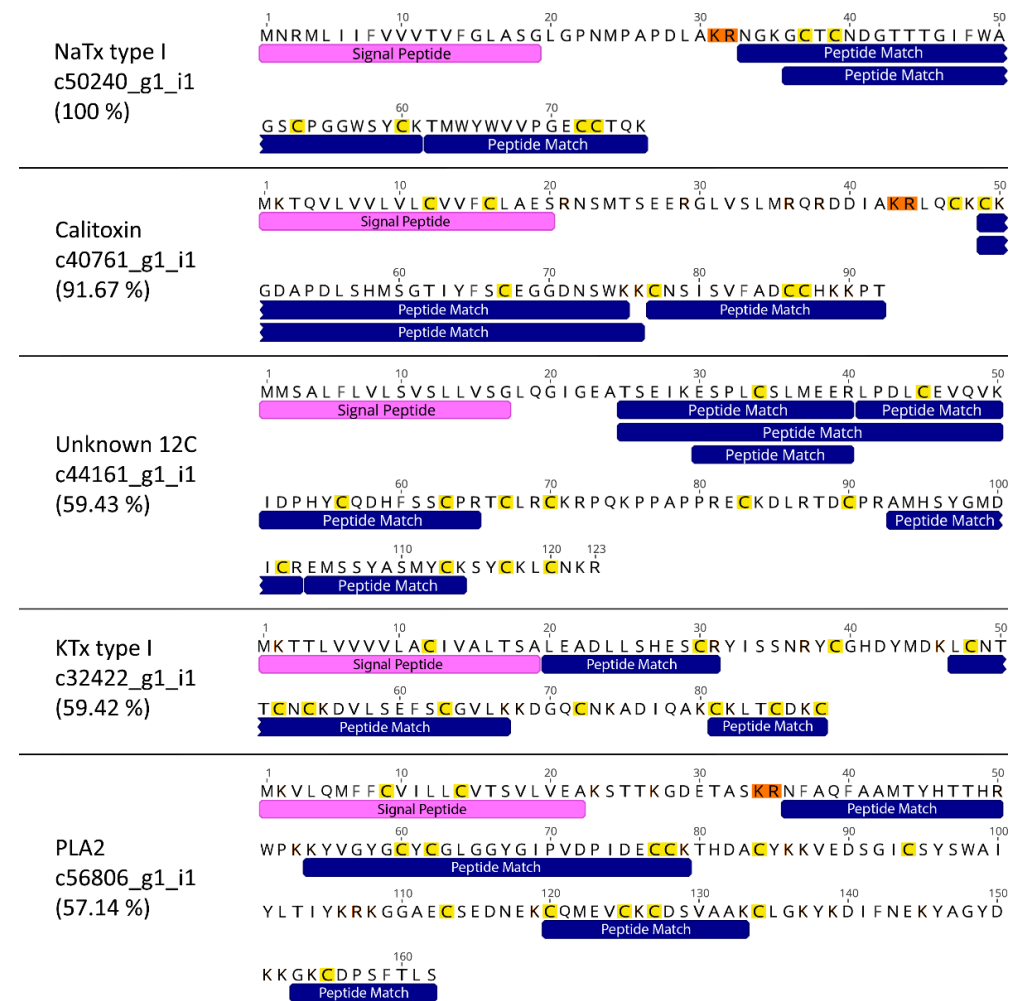 NaTx type I
c50240_g1_i1
(100 %)
1 10 20 30 40 50
MNRMLIIFVVVTVFGLASGLGPNMPAPDLAKRNGKGCTCNDGTTTGIFWA
Signal Peptide Peptide Match
Peptide Match
60 70
GSCPGGWSYCKTMWYWVVPGECCTQK
Peptide Match
Calitoxin
c40761_g1_i1
(91.67 %)
1 10 20 30 40 50
MKTQVLVVLVLCVVFCLAESRNSMTSEERGLVSLMRQRDDIAKRLQCKCK
Signal Peptide
60 70 80 90
GDAPDLSHMSGTIYFSCEGGDNSWKKCNSISVFADCCHKKPT
Peptide Match Peptide Match
Peptide Match
Unknown 12C
c44161_g1_i1
(59.43 %)
1 10 20 30 40 50
MMSALFLVLSVSLLVSGLQGIGEATSEIKESPLCSLMEERLPDLCEVQVK
Signal Peptide Peptide Match Peptide Match
Peptide Match
Peptide Match
60 70 80 90 100
IDPHYCQDHFSSCPRTCLRCKRPQKPPAPPRECKDLRTDCPRAMHSYGMD
Peptide Match Peptide Match
110 120 123
ICREMSSYASMYCKSYCKLCNKR
Peptide Match
KTx type I
c32422_g1_i1
(59.42 %)
1 10 20 30 40 50
MKTTLVVVVLACIVALTSALEADLLSHESCRYISSNRYCGHDYMDKLCNT
Signal Peptide Peptide Match
60 70 80
TCNCKDVLSEFSCGVLKKDGQCNKADIQAKCKLTCDKC
Peptide Match Peptide Match
PLA2
c56806_g1_i1
(57.14 %)
1 10 20 30 40 50
MKVLQMFFCVILLCVTSVLVEAKSTTKGDETASKRNFAQFAAMTYHTTHR
Signal Peptide Peptide Match
60 70 80 90 100
WPKKYVGYGCYCGLGGYGIPVDPIDECCKTHDACYKKVEDSGICSYSWAI
Peptide Match
110 120 130 140 150
YLTIYKRKGGAECSEDNEKCQMEVCKCDSVAAKCLGKYKDIFNEKYAGYD
Peptide Match
160
KKGKCDPSFTLS
Peptide Match